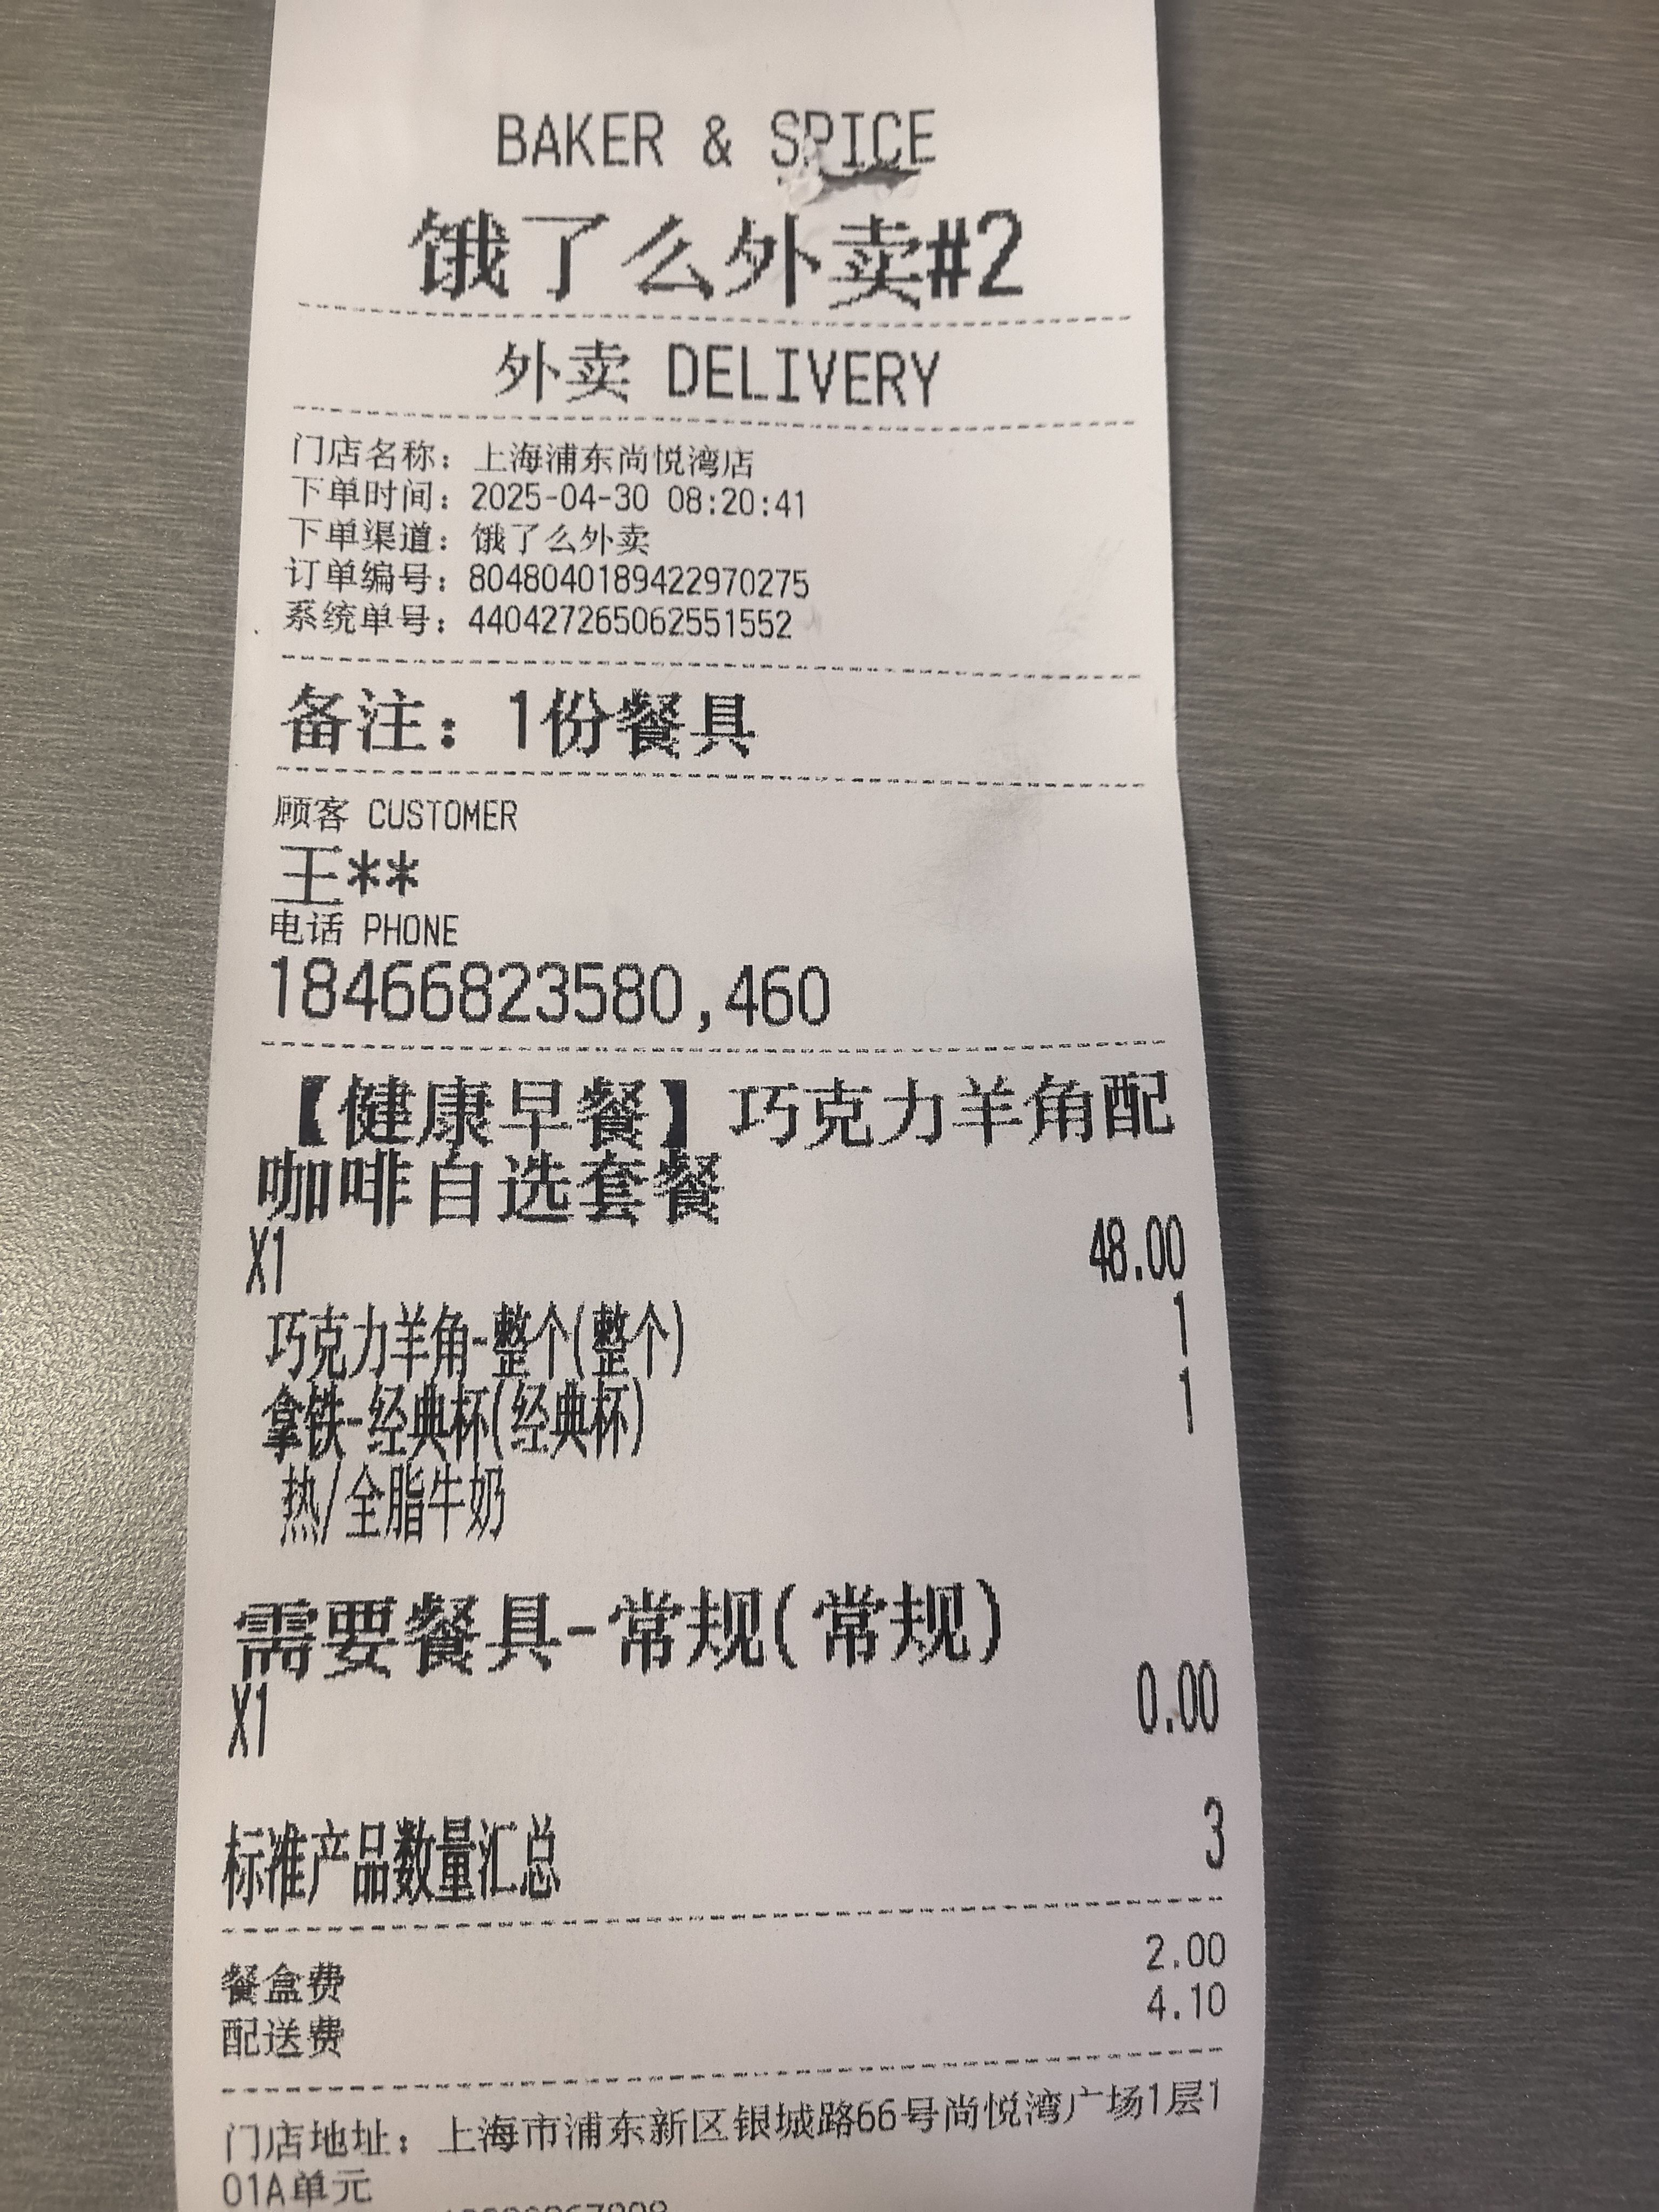 BAKER & SPICE
饿了么外卖#2
外卖 DELIVERY
门店名称：上海浦东尚悦湾店
下单时间：2025-04-30 08:20:41
下单渠道：饿了么外卖
订单编号：8048040189422970275
系统单号：440427265062551552
备注：1份餐具
顾客 CUSTOMER
王**
电话 PHONE
18466823580,460
【健康早餐】巧克力羊角配
咖啡自选套餐
X1 48.00
巧克力羊角-整个(整个) 1
拿铁-经典杯(经典杯) 1
热/全脂牛奶
需要餐具-常规(常规)
X1 0.00
标准产品数量汇总 3
餐盒费 2.00
配送费 4.10
门店地址：上海市浦东新区银城路66号尚悦湾广场1层1
01A单元